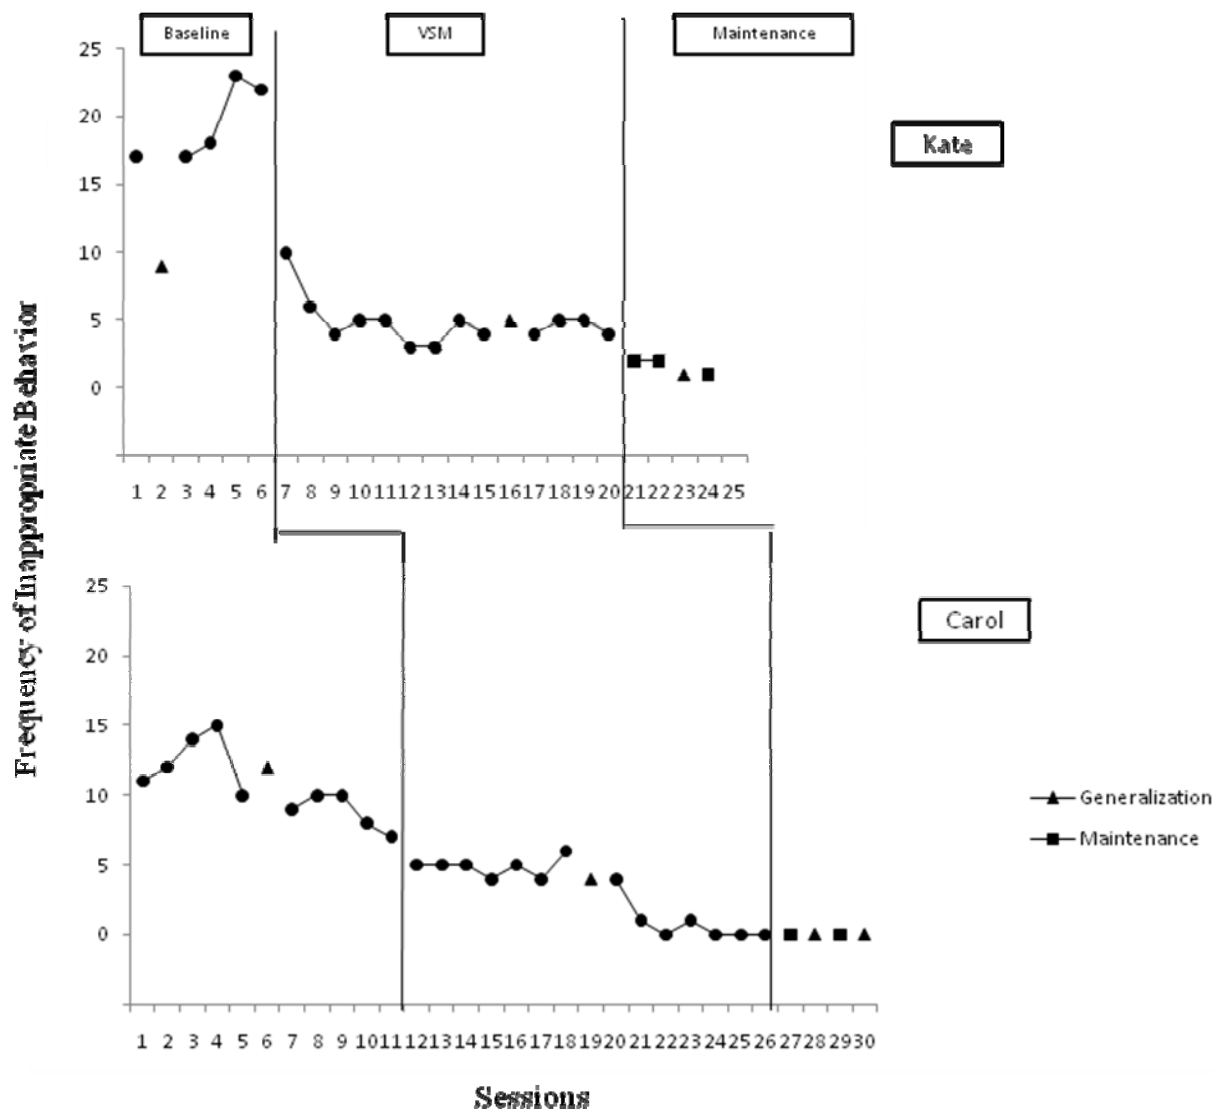 Baseline VSM Maintenance
25
20
15
10
5
0
Kate
1 2 3 4 5 6 7 8 9 10 11 12 13 14 15 16 17 18 19 20 21 22 23 24 25
Frequency of Inappropriate Behavior
25
20
15
10
5
0
Carol
Generalization
Maintenance
1 2 3 4 5 6 7 8 9 10 11 12 13 14 15 16 17 18 19 20 21 22 23 24 25 26 27 28 29 30
Sessions